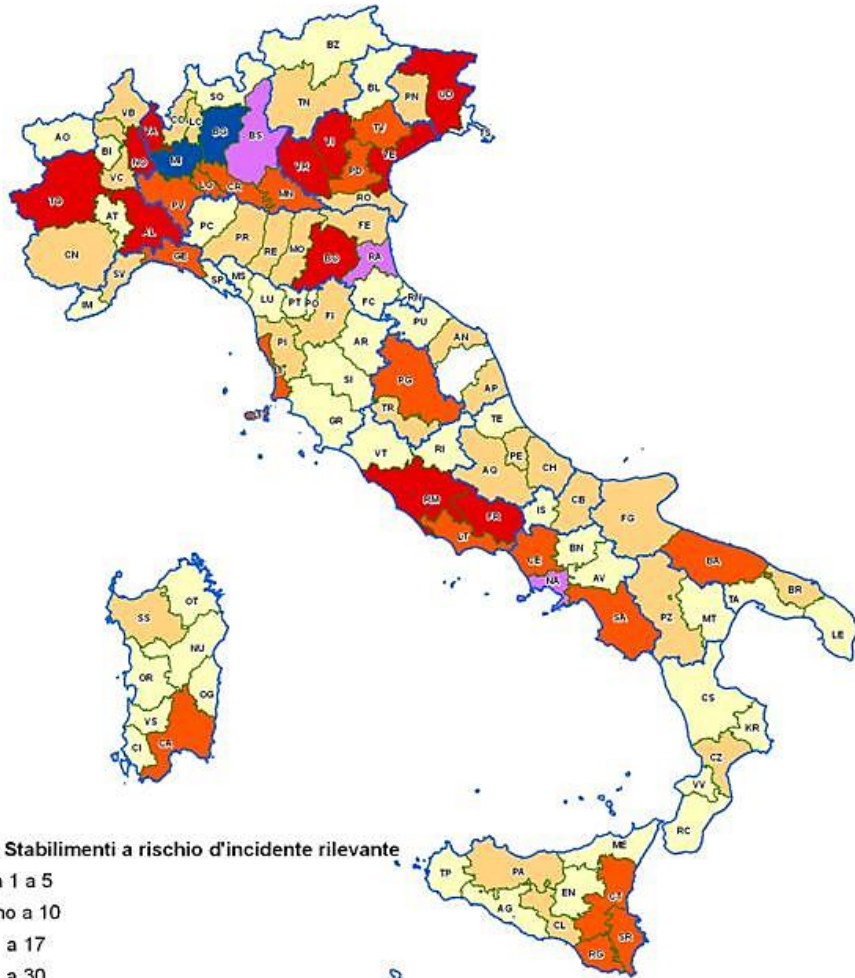 BZ
SO
TN
BL
PN
UD
TS
VB
CO
LC
BG
BS
AO
BI
NO
VA
MI
VR
VI
TV
VE
PD
TO
VC
PV
LO
CR
MN
RO
AT
AL
PC
PR
RE
MO
FE
BO
RA
CN
SV
GE
IM
SP
MS
LU
PT
PO
FI
FC
RN
PU
PI
AR
AN
SI
PG
AP
GR
TR
TE
VT
RI
AQ
PE
CH
RM
FR
LT
IS
CB
FG
CE
BN
NA
AV
BA
SA
PZ
MT
TA
BR
LE
SS
OT
NU
OR
OG
VS
CI
CA
CS
KR
CZ
VV
RC
ME
TP
PA
EN
CT
AG
CL
SR
RG
Stabilimenti a rischio d'incidente rilevante
1 a 5
a 10
a 17
a 30